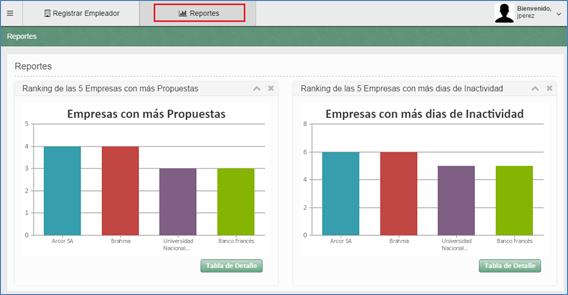 Registrar Empleador
Reportes
Bienvenido,
jperez
Reportes
Reportes
Ranking de las 5 Empresas con más Propuestas
Empresas con más Propuestas
5
4
3
2
1
0
Arcor SA
Brahma
Universidad
Nacional...
Banco Francés
Tabla de Detalle
Ranking de las 5 Empresas con más dias de Inactividad
Empresas con más dias de Inactividad
8
6
4
2
0
Arcor SA
Brahma
Universidad
Nacional...
Banco Francés
Tabla de Detalle